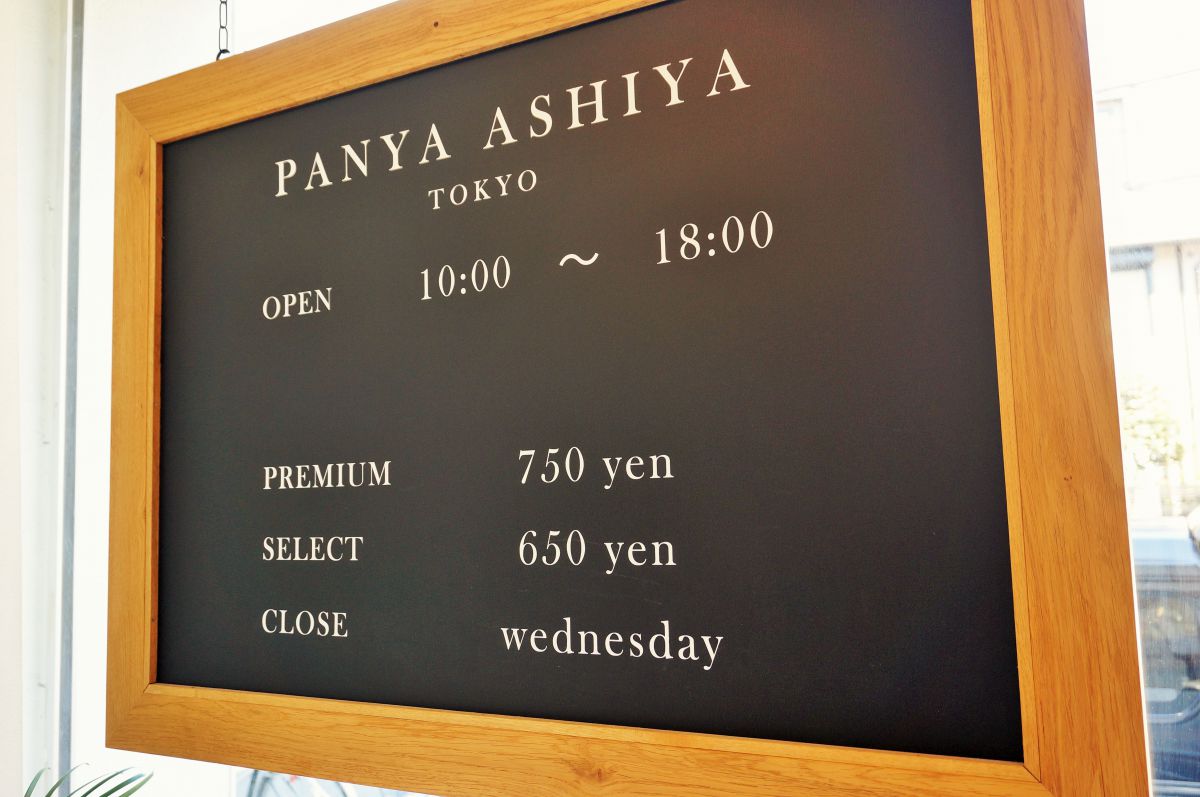 PANYA ASHIYA
TOKYO
OPEN 10:00 〜 18:00
PREMIUM 750 yen
SELECT 650 yen
CLOSE wednesday